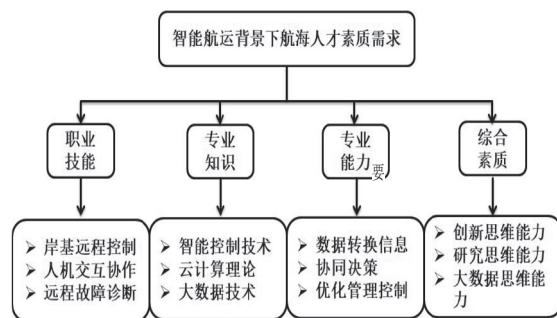 智能航运背景下航海人才素质需求
职业
技能
专业
知识
专业
能力
要
综合
素质
➢ 岸基远程控制
➢ 人机交互协作
➢ 远程故障诊断
➢ 智能控制技术
➢ 云计算理论
➢ 大数据技术
➢ 数据转换信息
➢ 协同决策
➢ 优化管理控制
➢ 创新思维能力
➢ 研究思维能力
➢ 大数据思维能
力